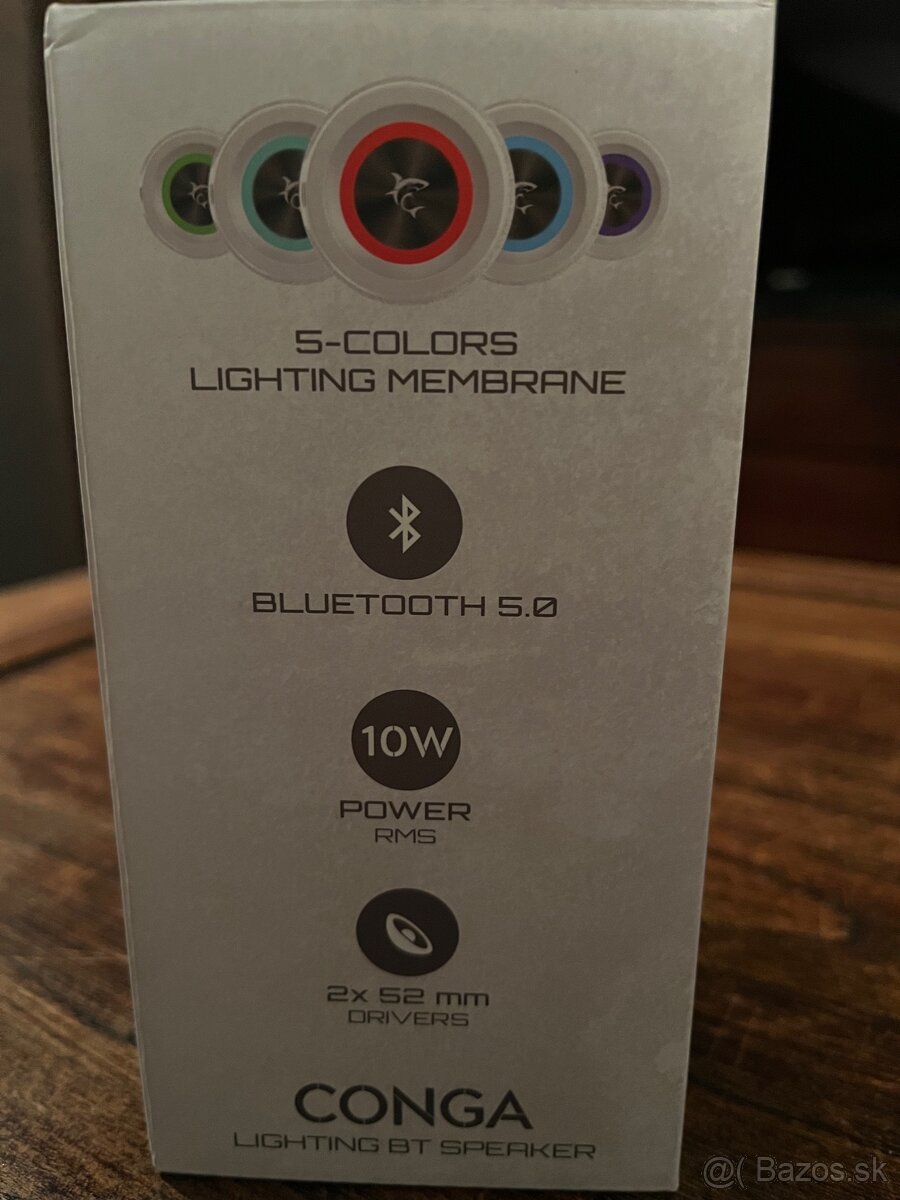 5-COLORS
LIGHTING MEMBRANE
BLUETOOTH 5.0
10W
POWER
RMS
2x 52 mm
DRIVERS
CONGA
LIGHTING BT SPEAKER
@( Bazos.sk